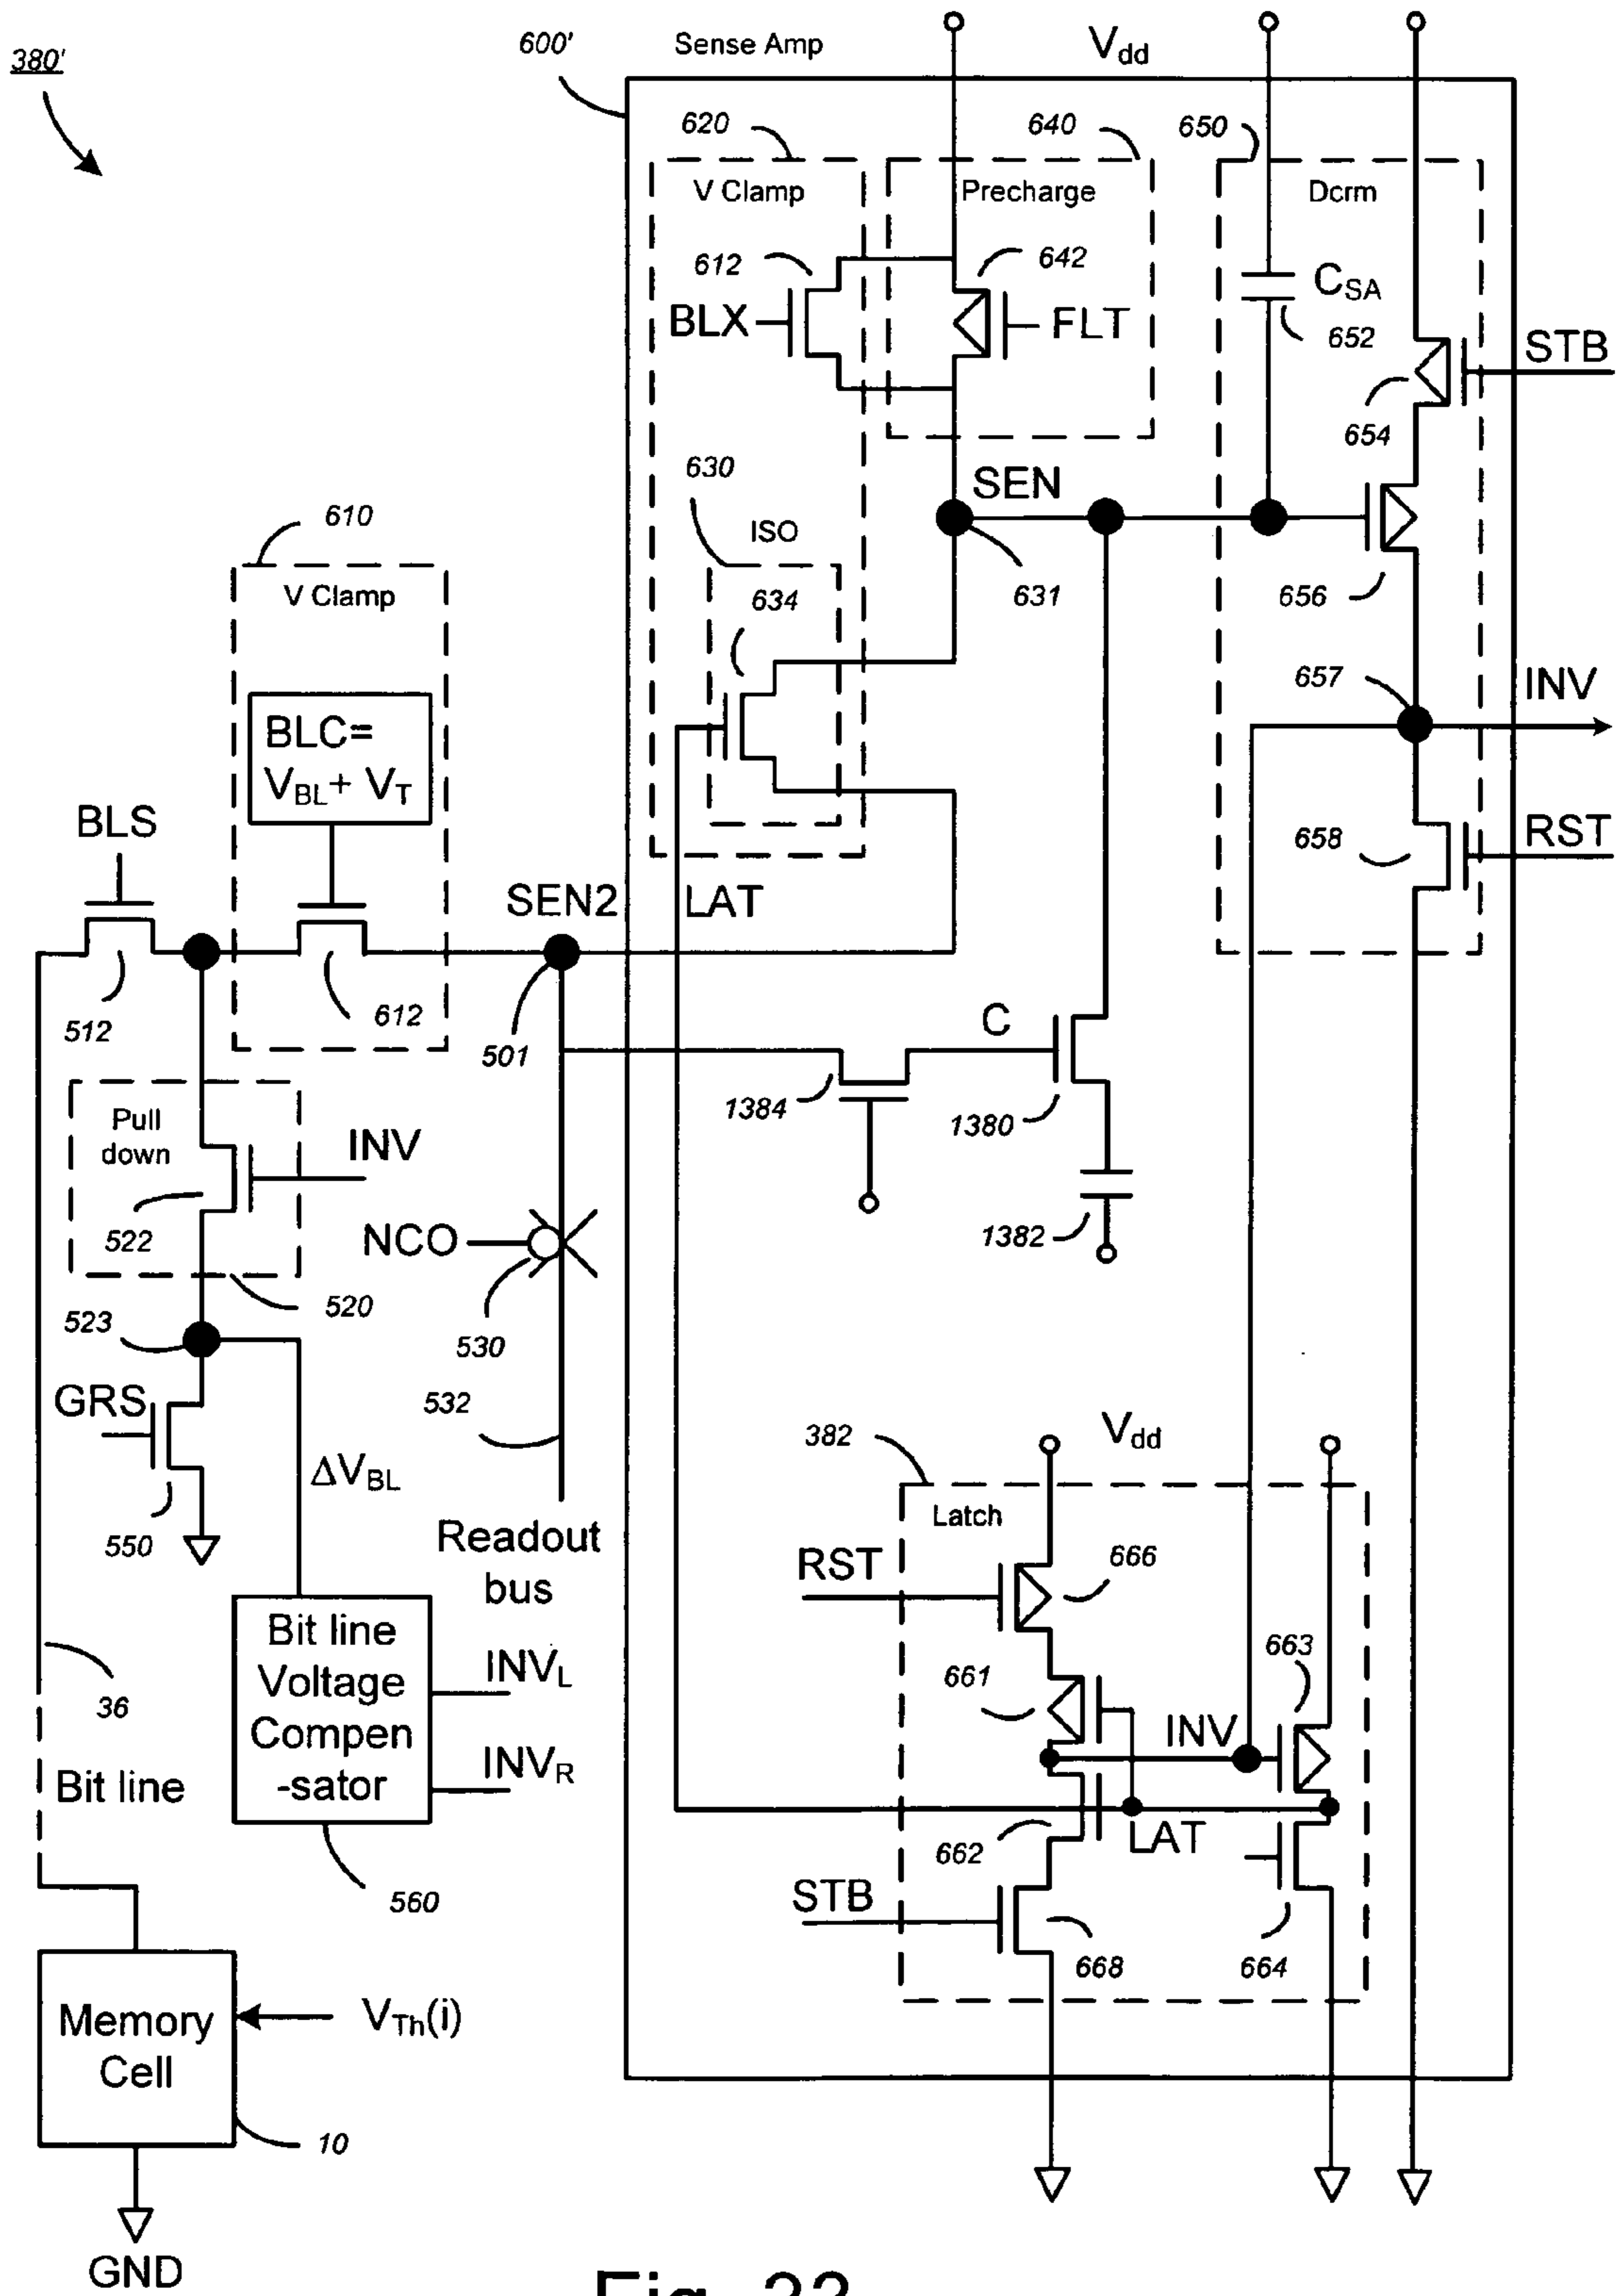 380'
600'
Sense Amp
Vdd
620
640
650
V Clamp
Precharge
Dcrm
612
642
CSA
652
BLX
FLT
STB
654
630
SEN
610
ISO
634
631
656
V Clamp
657
INV
BLC=
VBL+ VT
BLS
658
RST
SEN2
LAT
512
612
501
C
1384
1380
Pull
down
INV
522
NCO
1382
520
523
530
GRS
532
382
Vdd
ΔVBL
Latch
550
Readout
bus
RST
666
Bit line
Voltage
Compen
-sator
INVL
INVR
661
663
36
INV
Bit line
LAT
662
560
STB
668
664
Memory
Cell
VTh(i)
10
GND